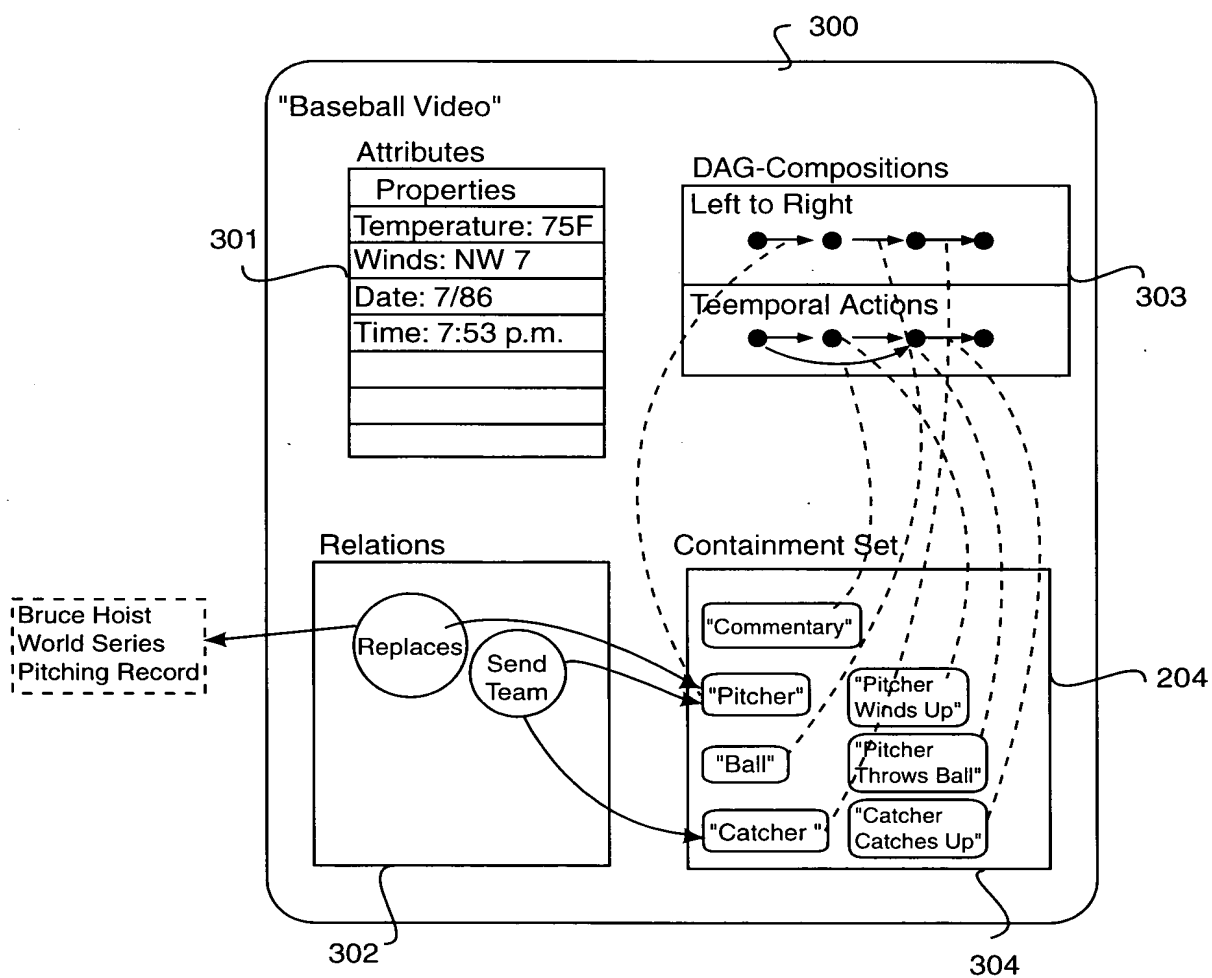 300
"Baseball Video"
Attributes
Properties
Temperature: 75F
Winds: NW 7
Date: 7/86
Time: 7:53 p.m.
301
DAG-Compositions
Left to Right
Teemporal Actions
303
Relations
Replaces
Send
Team
302
Bruce Hoist
World Series
Pitching Record
Containment Set
"Commentary"
"Pitcher"
"Pitcher
Winds Up"
"Ball"
"Pitcher
Throws Ball"
"Catcher "
"Catcher
Catches Up"
204
304